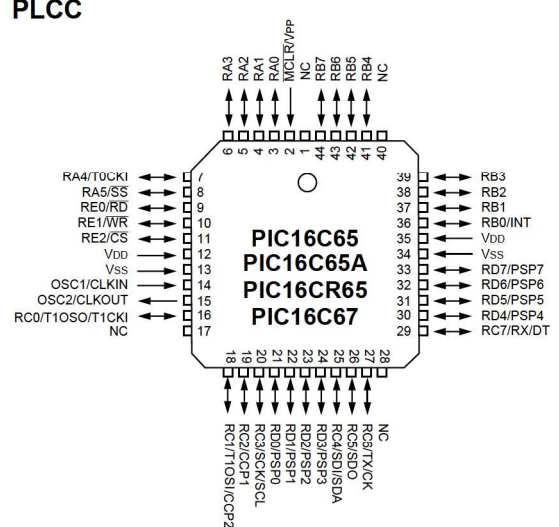 PLCC
RA3
RA2
RA1
RA0
MCLR/VPP
NC
RB7
RB6
RB5
RB4
NC
6 5 4 3 2 1 44 43 42 41 40
RA4/T0CKI 7
RA5/SS 8
RE0/RD 9
RE1/WR 10
RE2/CS 11
VDD 12
VSS 13
OSC1/CLKIN 14
OSC2/CLKOUT 15
RC0/T1OSO/T1CKI 16
NC 17
PIC16C65
PIC16C65A
PIC16CR65
PIC16C67
39 RB3
38 RB2
37 RB1
36 RB0/INT
35 VDD
34 VSS
33 RD7/PSP7
32 RD6/PSP6
31 RD5/PSP5
30 RD4/PSP4
29 RC7/RX/DT
18 19 20 21 22 23 24 25 26 27 28
RC1/T1OSI/CCP2
RC2/CCP1
RC3/SCK/SCL
RD0/PSP0
RD1/PSP1
RD2/PSP2
RD3/PSP3
RC4/SDI/SDA
RC5/SDO
RC6/TX/CK
NC